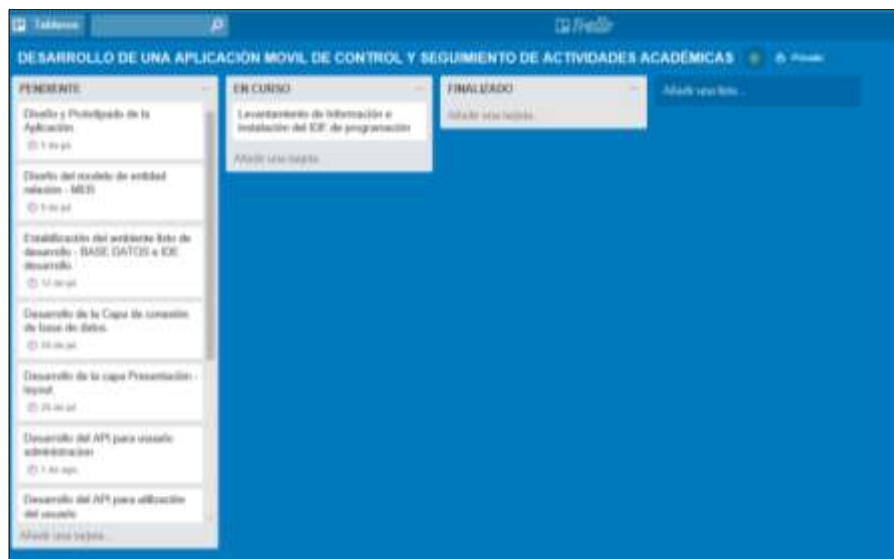 Tableros
Trello
DESARROLLO DE UNA APLICACIÓN MOVIL DE CONTROL Y SEGUIMIENTO DE ACTIVIDADES ACADÉMICAS
PENDIENTE
Diseño y Prototipado de la
Aplicación.
Diseño del modelo de entidad
relación - MER
Estabilización del ambiente listo de
desarrollo - BASE DATOS e IDE
desarrollo.
Desarrollo de la Capa de conexión
de base de datos.
Desarrollo de la capa Presentación -
layout
Desarrollo del API para usuario
administracion
1 de ago.
Desarrollo del API para utilización
del usuario
Añadir una tarjeta...
EN CURSO
Levantamiento de Información e
instalación del IDE de programación
Añadir una tarjeta...
FINALIZADO
Añadir una tarjeta...
Añadir una lista...